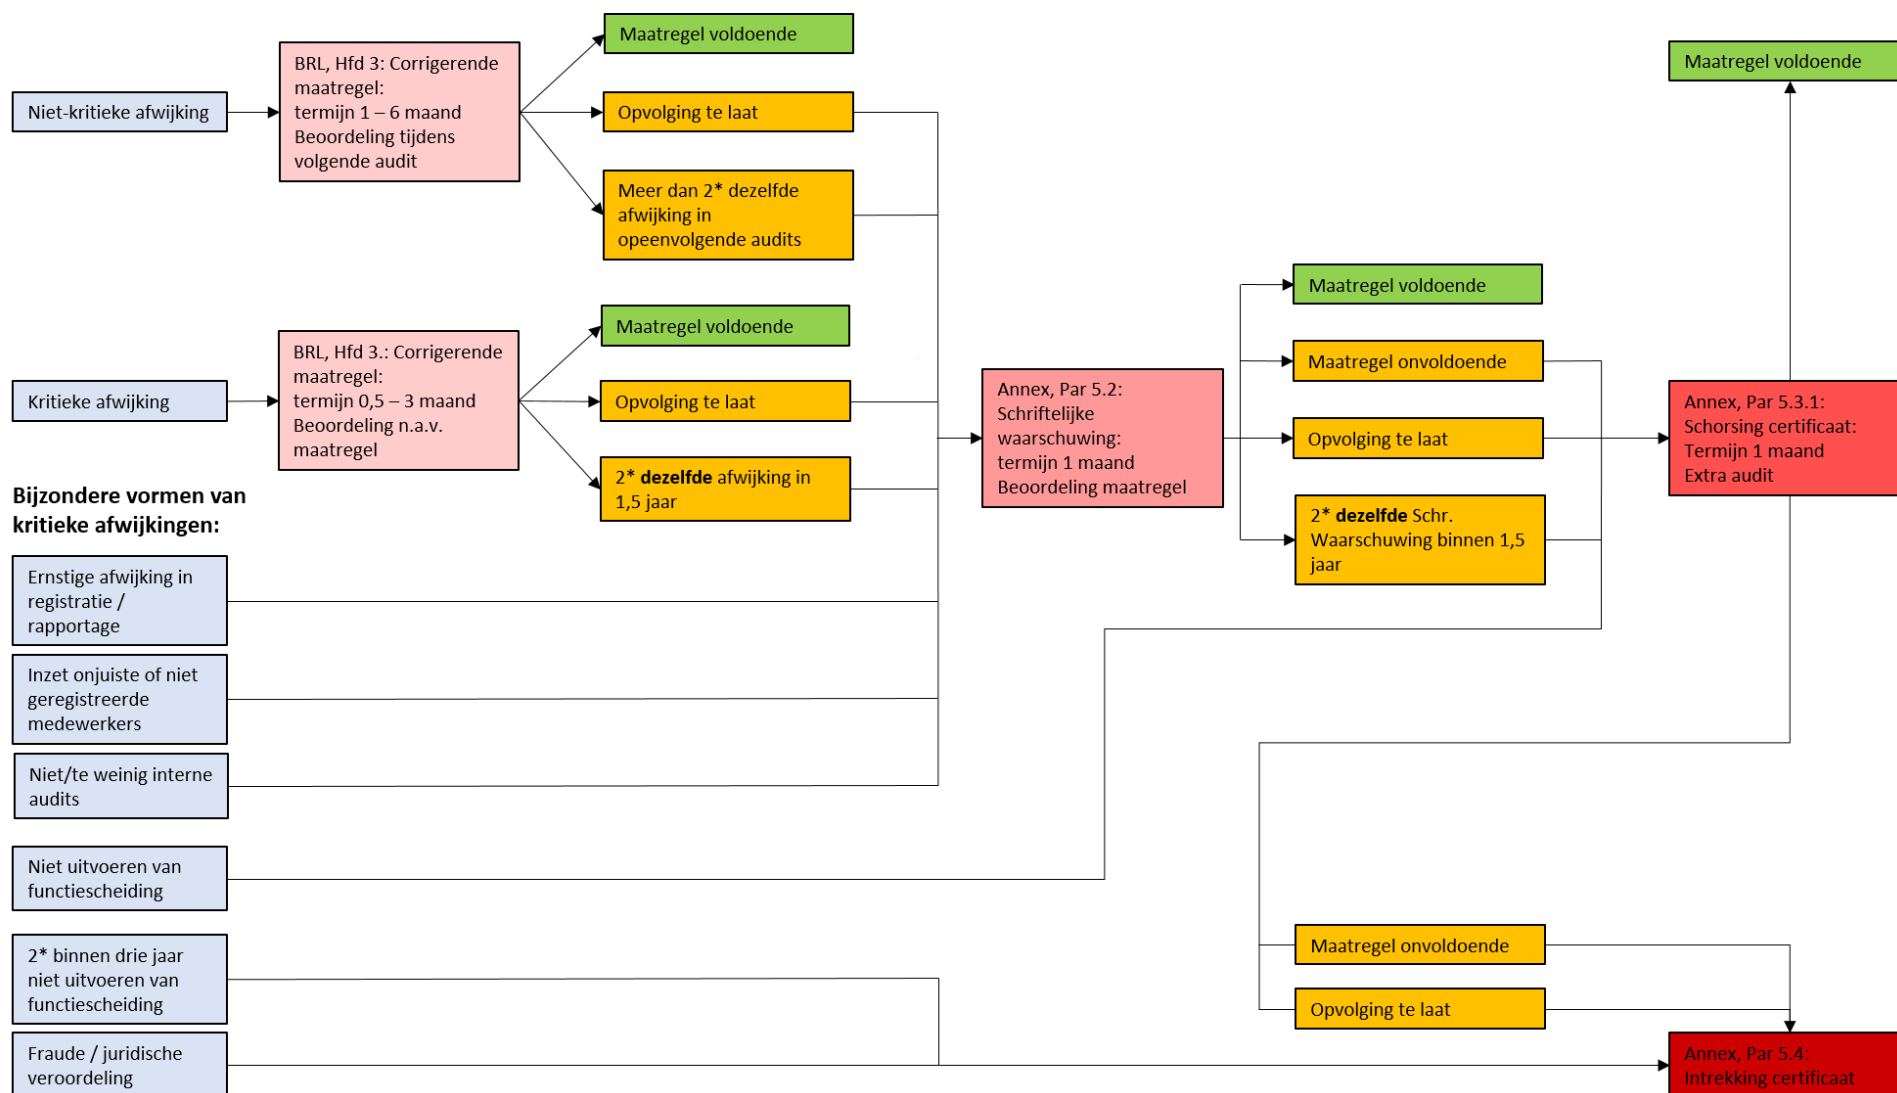 Maatregel voldoende
BRL, Hfd 3: Corrigerende
maatregel:
termijn 1 – 6 maand
Beoordeling tijdens
volgende audit
Maatregel voldoende
Niet-kritieke afwijking
Opvolging te laat
Meer dan 2* dezelfde
afwijking in
opeenvolgende audits
Maatregel voldoende
Maatregel voldoende
BRL, Hfd 3.: Corrigerende
maatregel:
termijn 0,5 – 3 maand
Beoordeling n.a.v.
maatregel
Maatregel onvoldoende
Kritieke afwijking
Opvolging te laat
Annex, Par 5.2:
Schriftelijke
waarschuwing:
termijn 1 maand
Beoordeling maatregel
Annex, Par 5.3.1:
Schorsing certificaat:
Termijn 1 maand
Extra audit
Opvolging te laat
2* dezelfde afwijking in
1,5 jaar
2* dezelfde Schr.
Waarschuwing binnen 1,5
jaar
Bijzondere vormen van
kritieke afwijkingen:
Ernstige afwijking in
registratie /
rapportage
Inzet onjuiste of niet
geregistreerde
medewerkers
Niet/te weinig interne
audits
Niet uitvoeren van
functiescheiding
2* binnen drie jaar
niet uitvoeren van
functiescheiding
Maatregel onvoldoende
Opvolging te laat
Fraude / juridische
veroordeling
Annex, Par 5.4:
Intrekking certificaat